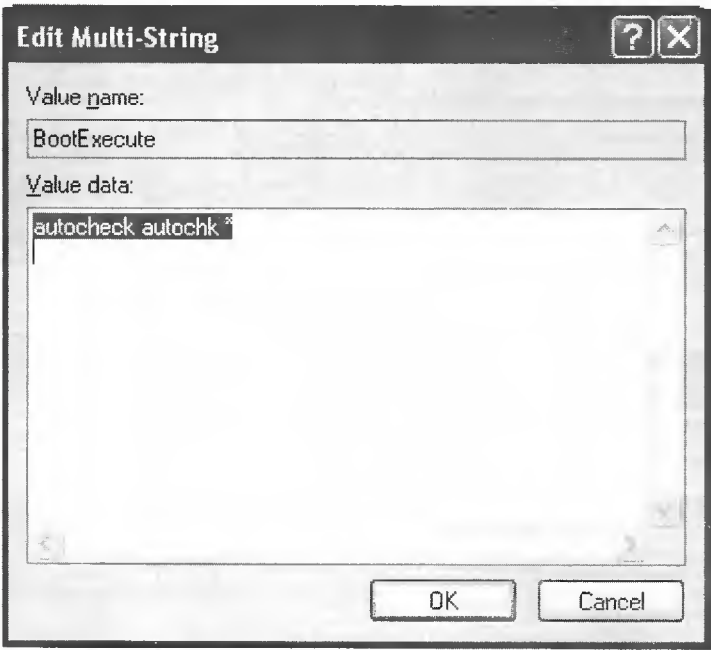 Edit Multi-String
Value name:
BootExecute
Value data:
autocheck autochk *
OK
Cancel